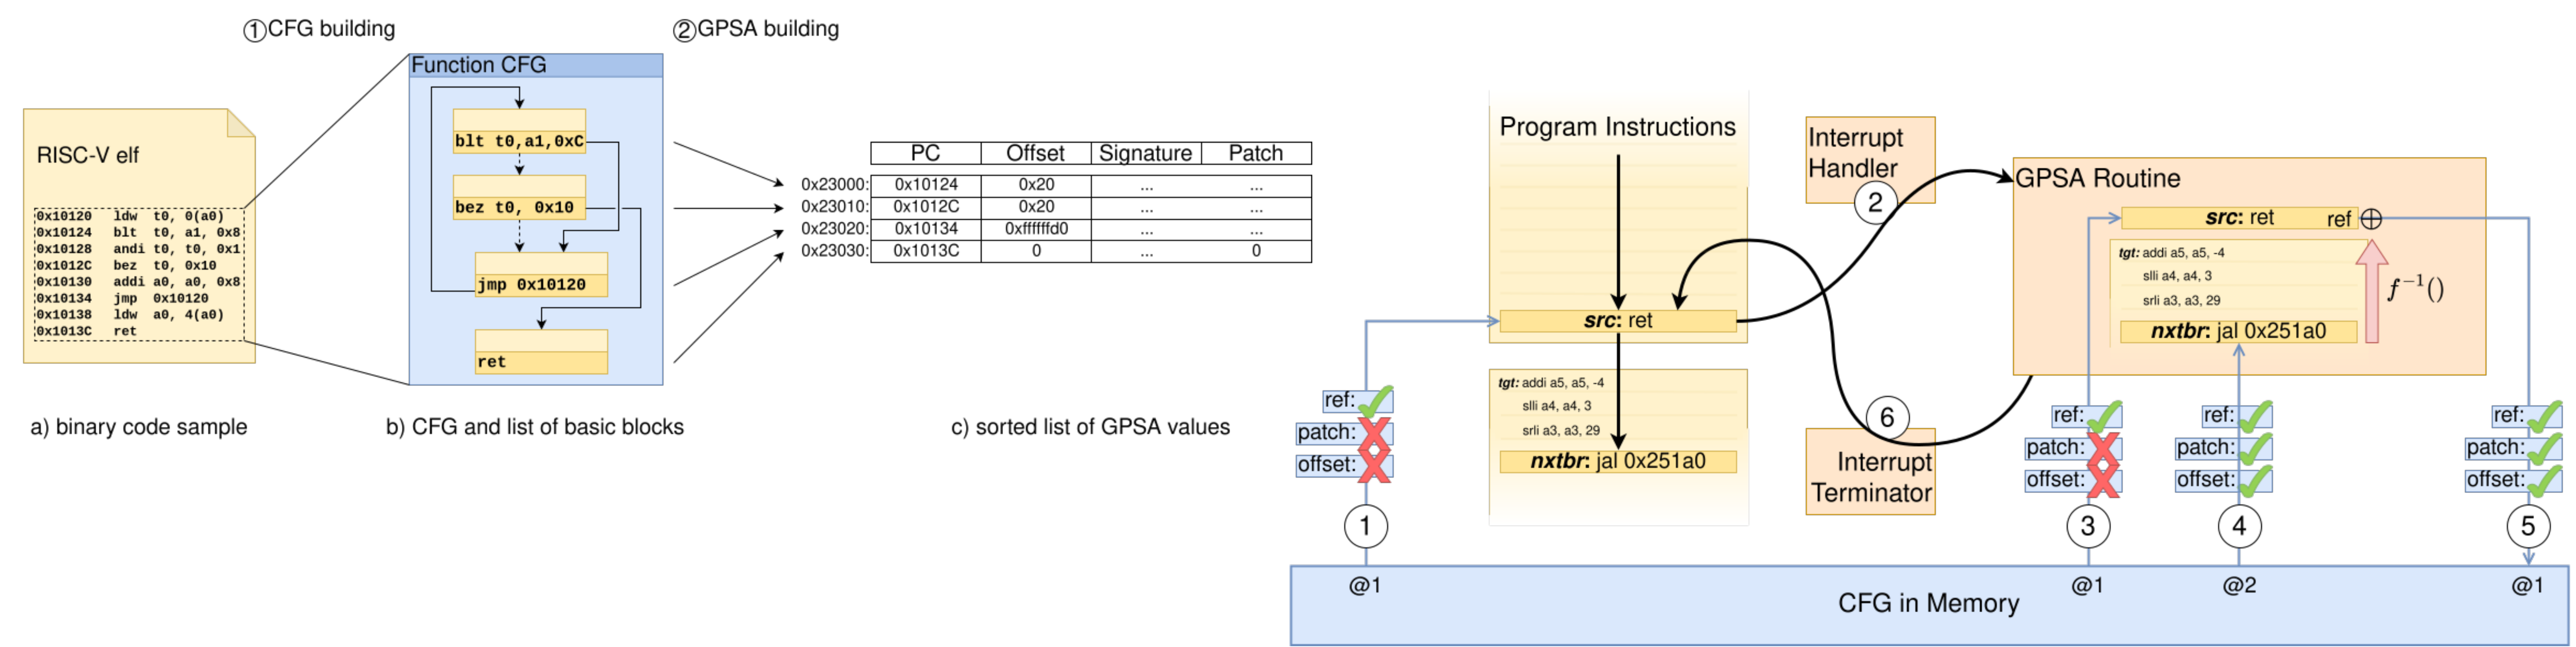 ①CFG building
②GPSA building
RISC-V elf
0x10120 ldw t0, 0(a0)
0x10124 blt t0, a1, 0x8
0x10128 andi t0, t0, 0x1
0x1012C bez t0, 0x10
0x10130 addi a0, a0, 0x8
0x10134 jmp 0x10120
0x10138 ldw a0, 4(a0)
0x1013C ret
a) binary code sample
Function CFG
blt t0,a1,0xC
bez t0, 0x10
jmp 0x10120
ret
b) CFG and list of basic blocks
PC Offset Signature Patch
0x23000: 0x10124 0x20 ... ...
0x23010: 0x1012C 0x20 ... ...
0x23020: 0x10134 0xffffffd0 ... ...
0x23030: 0x1013C 0 ... 0
c) sorted list of GPSA values
Program Instructions
src: ret
tgt: addi a5, a5, -4
slli a4, a4, 3
srli a3, a3, 29
nxtbr: jal 0x251a0
ref:
patch:
offset:
1
@1
Interrupt
Handler
2
6
Interrupt
Terminator
GPSA Routine
src: ret ref ⊕
tgt: addi a5, a5, -4
slli a4, a4, 3
srli a3, a3, 29
nxtbr: jal 0x251a0
f⁻¹()
ref:
patch:
offset:
3
@1
ref:
patch:
offset:
4
@2
ref:
patch:
offset:
5
@1
CFG in Memory